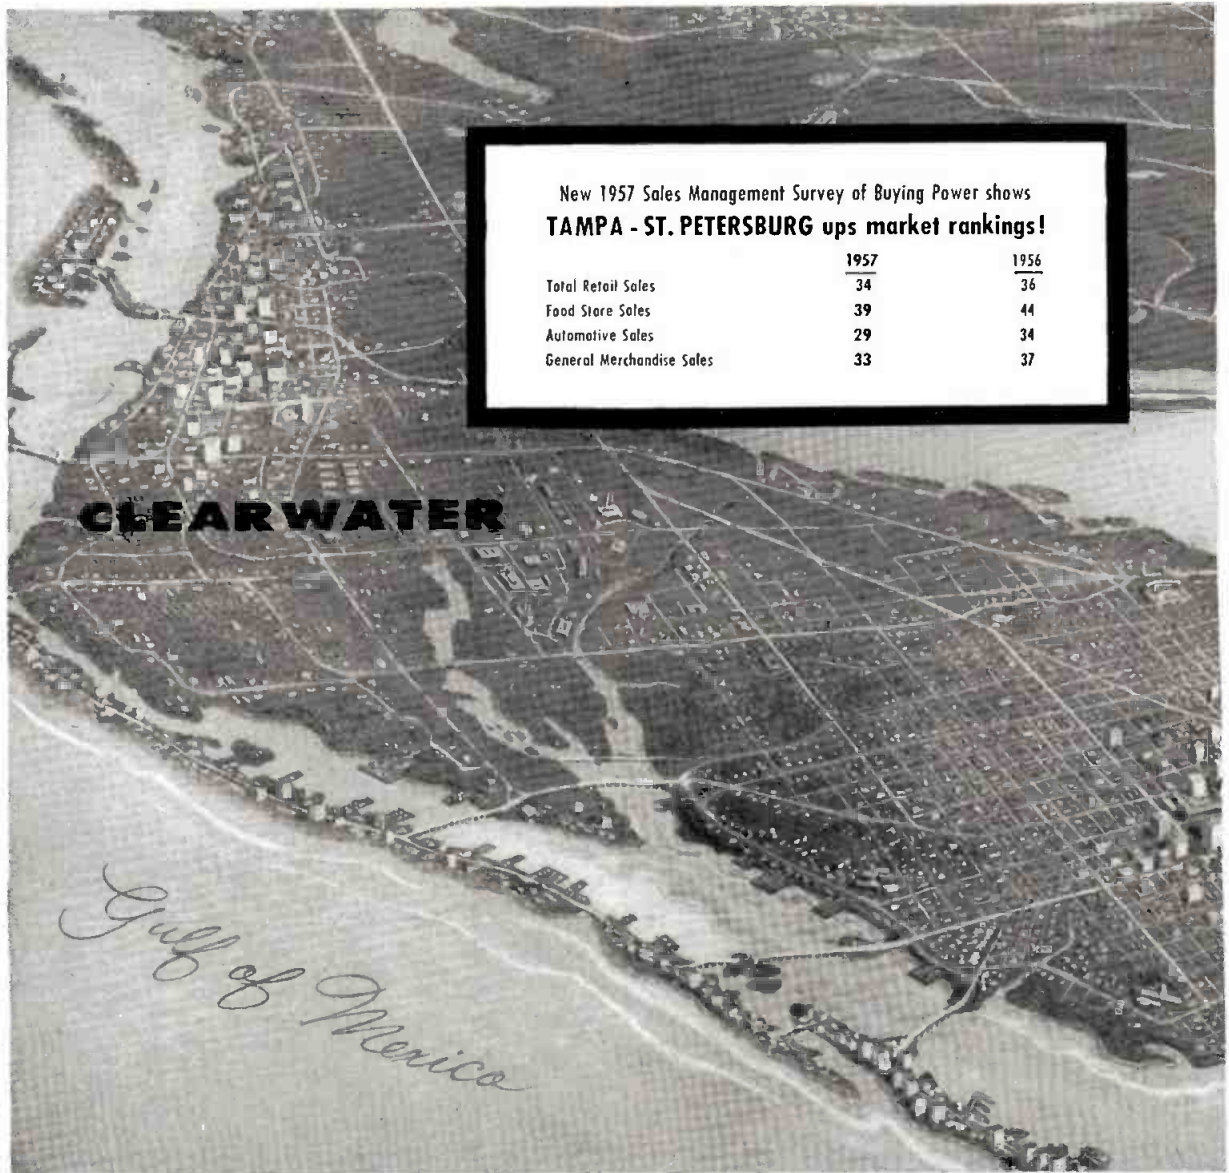 New 1957 Sales Management Survey of Buying Power shows
TAMPA - ST. PETERSBURG ups market rankings!
1957 1956
Total Retail Sales 34 36
Food Store Sales 39 44
Automotive Sales 29 34
General Merchandise Sales 33 37
CLEARWATER
Gulf of Mexico